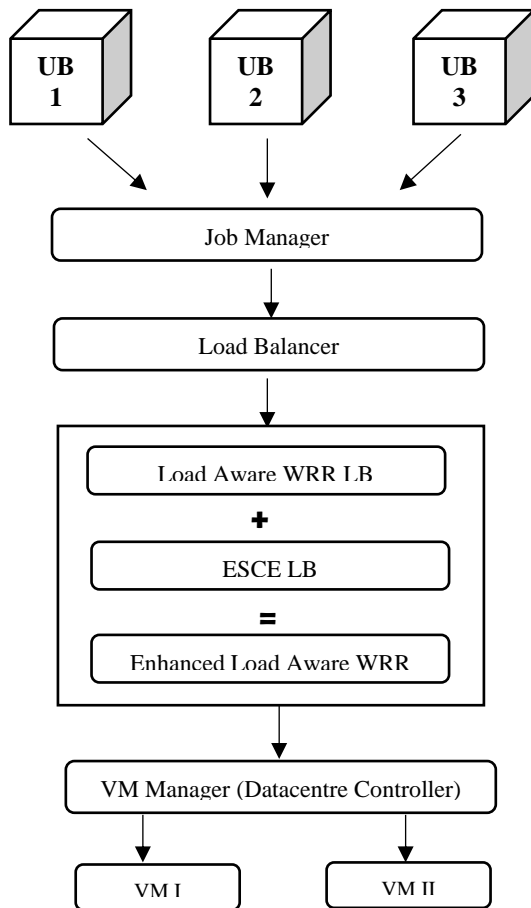 UB UB UB
1 2 3
Job Manager
Load Balancer
Load Aware WRR LB
+
ESCE LB
=
Enhanced Load Aware WRR
VM Manager (Datacentre Controller)
VM I VM II